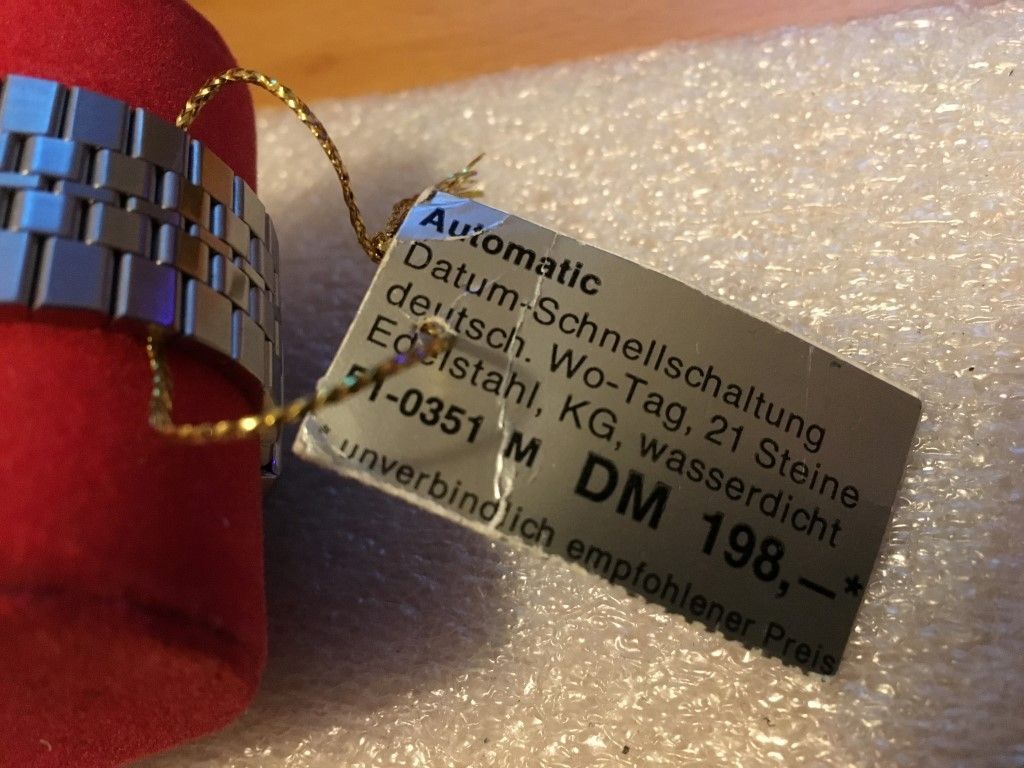 Automatic
Datum-Schnellschaltung
deutsch. Wo-Tag, 21 Steine
Edelstahl, KG, wasserdicht
51-0351 M DM 198,—*
* unverbindlich empfohlener Preis